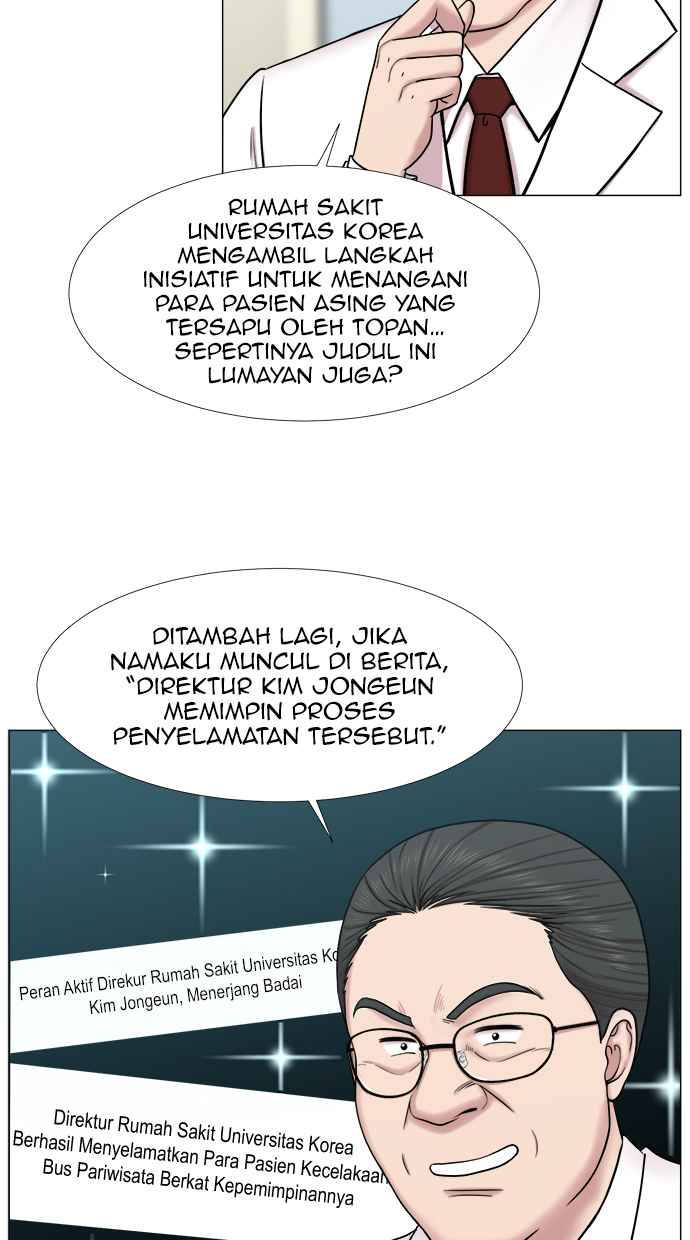 RUMAH SAKIT
UNIVERSITAS KOREA
MENGAMBIL LANGKAH
INISIATIF UNTUK MENANGANI
PARA PASIEN ASING YANG
TERSAPU OLEH TOPAN...
SEPERTINYA JUDUL INI
LUMAYAN JUGA?
DITAMBAH LAGI, JIKA
NAMAKU MUNCUL DI BERITA,
“DIREKTUR KIM JONGEUN
MEMIMPIN PROSES
PENYELAMATAN TERSEBUT.”
Peran Aktif Direkur Rumah Sakit Universitas
Kim Jongeun, Menerjang Badai
Direktur Rumah Sakit Universitas Korea
Berhasil Menyelamatkan Para Pasien Kecelakaan
Bus Pariwisata Berkat Kepemimpinannya